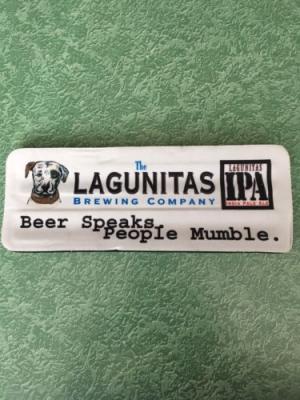 The
LAGUNITAS
BREWING COMPANY
LAGUNITAS
IPA
INDIA PALE ALE
Beer Speaks,
People Mumble.